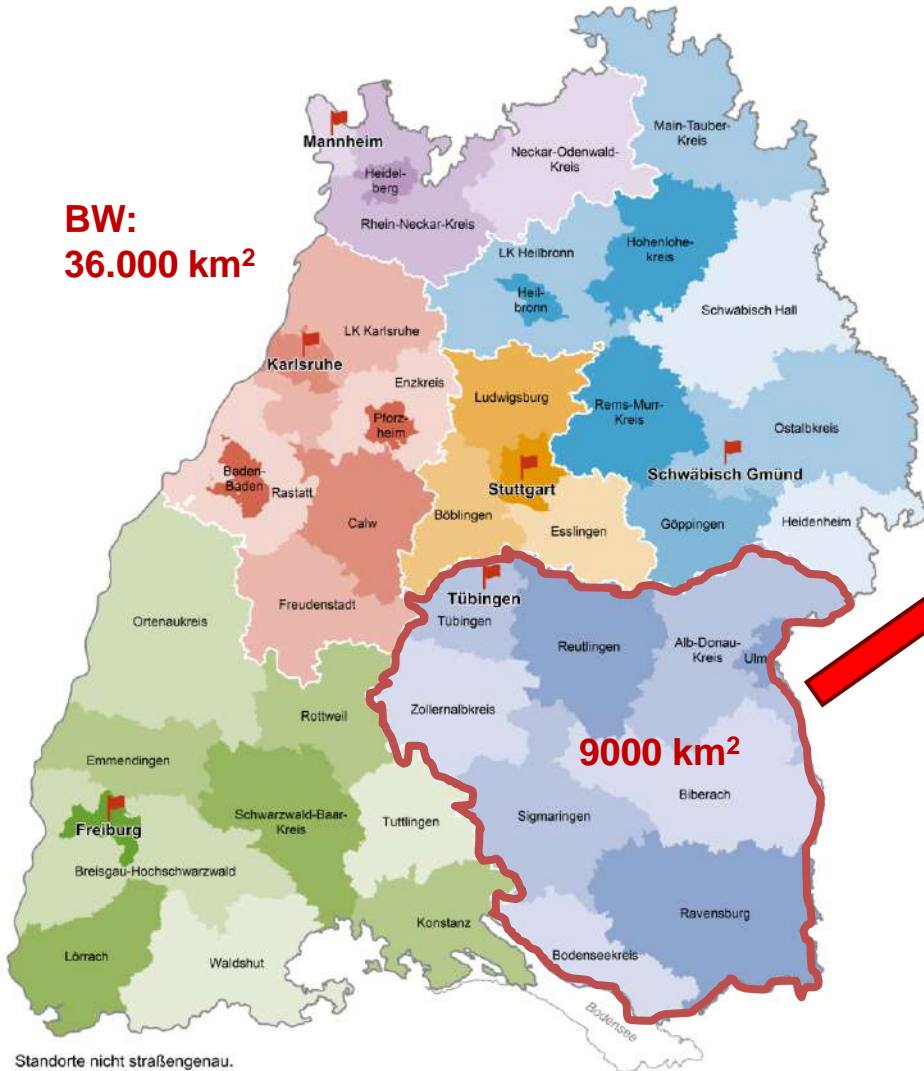 Mannheim
Heidel-
berg
Rhein-Neckar-Kreis
Neckar-Odenwald-
Kreis
Main-Tauber-
Kreis
BW:
36.000 km²
LK Heilbronn
Heil-
bronn
Hohenlohe-
kreis
Schwäbisch Hall
LK Karlsruhe
Karlsruhe
Enzkreis
Pforz-
heim
Ludwigsburg
Rems-Murr-
Kreis
Ostalbkreis
Schwäbisch Gmünd
Baden-
Baden
Rastatt
Calw
Stuttgart
Böblingen
Esslingen
Göppingen
Heidenheim
Freudenstadt
Ortenaukreis
Tübingen
Tübingen
Reutlingen
Alb-Donau-
Kreis
Ulm
Zollernalbkreis
Rottweil
9000 km²
Emmendingen
Biberach
Sigmaringen
Freiburg
Schwarzwald-Baar-
Kreis
Tuttlingen
Breisgau-Hochschwarzwald
Konstanz
Ravensburg
Lörrach
Waldshut
Bodenseekreis
Bodensee
Standorte nicht straßengenau.